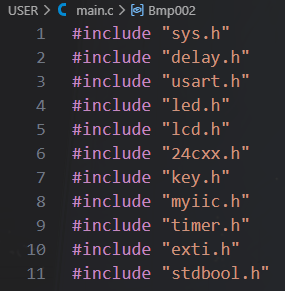 USER > C main.c > Bmp002
1 #include "sys.h"
2 #include "delay.h"
3 #include "usart.h"
4 #include "led.h"
5 #include "lcd.h"
6 #include "24cxx.h"
7 #include "key.h"
8 #include "myiic.h"
9 #include "timer.h"
10 #include "exti.h"
11 #include "stdbool.h"